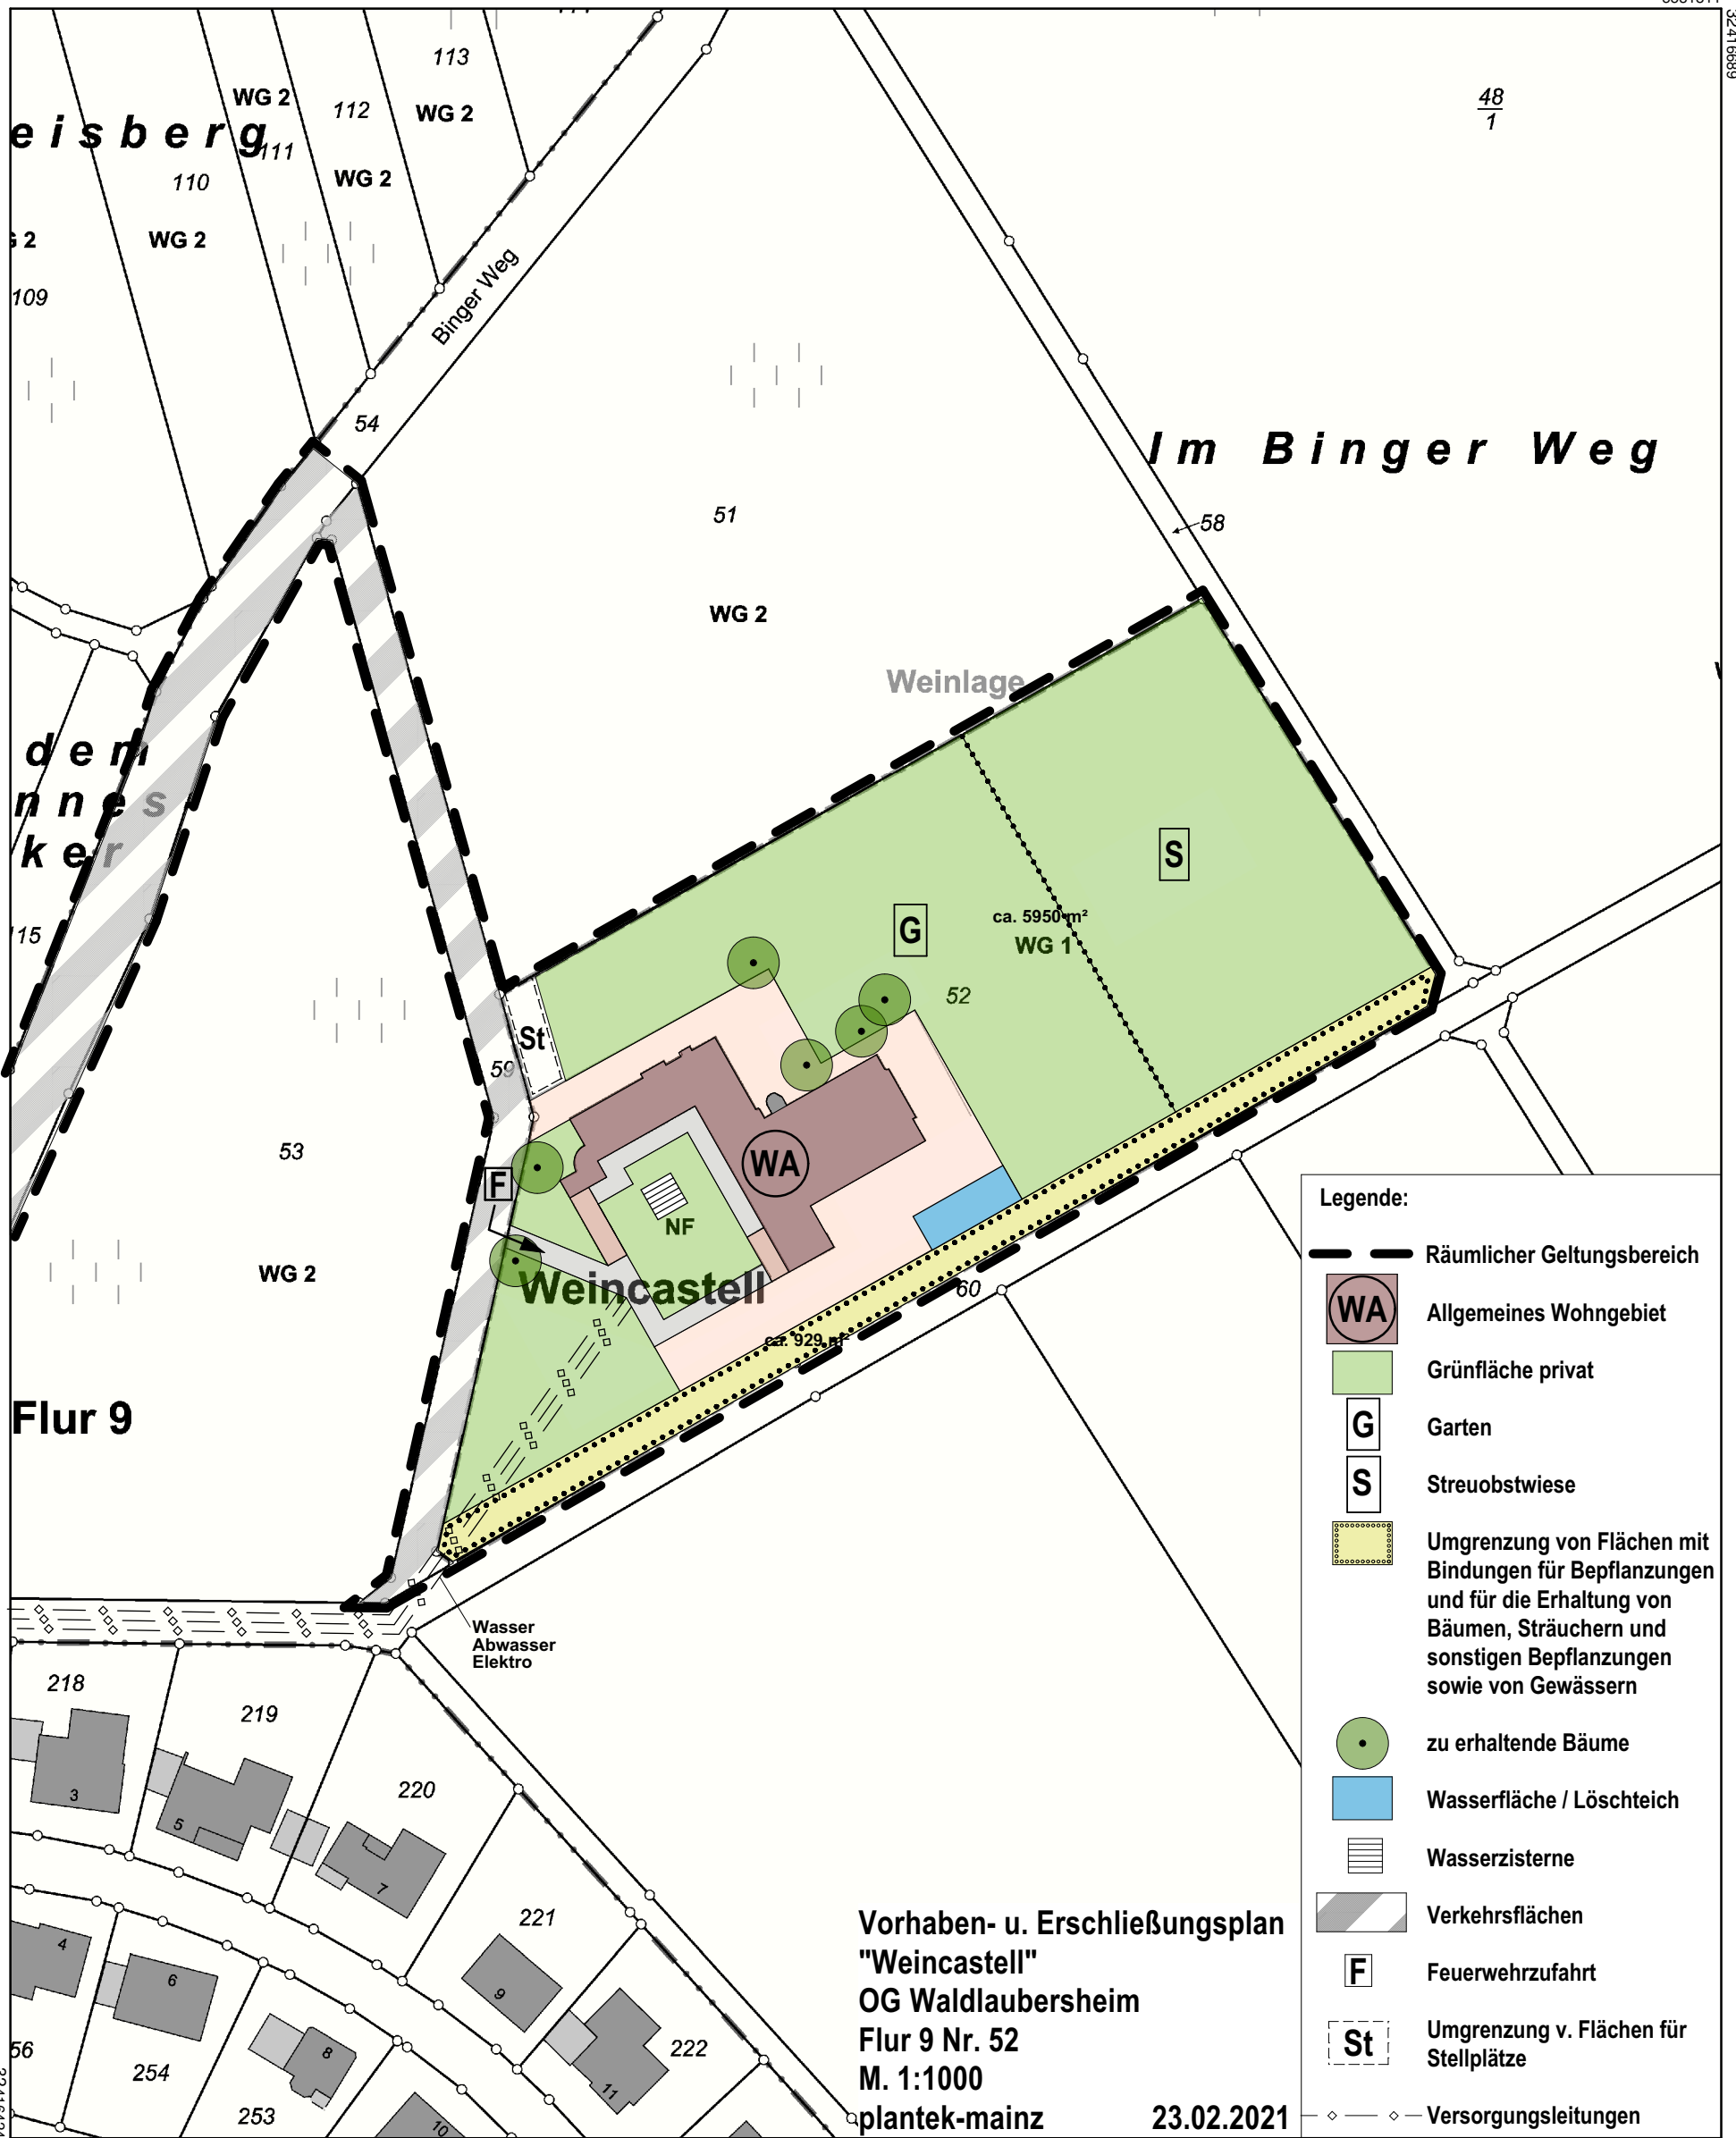 32416689
113
WG 2
112
WG 2
48
1
eisberg
111
110
WG 2
WG 2
109
Binger Weg
54
Im Binger Weg
51
58
WG 2
Weinlage
dem
nnes
ker
S
G
ca. 5950 m²
WG 1
52
St
59
53
WA
F
NF
WG 2
Weincastell
60
ca. 929 m²
Flur 9
Wasser
Abwasser
Elektro
218
219
220
3
5
7
221
4
6
9
8
222
56
254
11
253
10
Legende:
Räumlicher Geltungsbereich
WA Allgemeines Wohngebiet
Grünfläche privat
G Garten
S Streuobstwiese
Umgrenzung von Flächen mit
Bindungen für Bepflanzungen
und für die Erhaltung von
Bäumen, Sträuchern und
sonstigen Bepflanzungen
sowie von Gewässern
zu erhaltende Bäume
Wasserfläche / Löschteich
Wasserzisterne
Verkehrsflächen
F Feuerwehrzufahrt
St Umgrenzung v. Flächen für
Stellplätze
Versorgungsleitungen
Vorhaben- u. Erschließungsplan
"Weincastell"
OG Waldlaubersheim
Flur 9 Nr. 52
M. 1:1000
plantek-mainz 23.02.2021